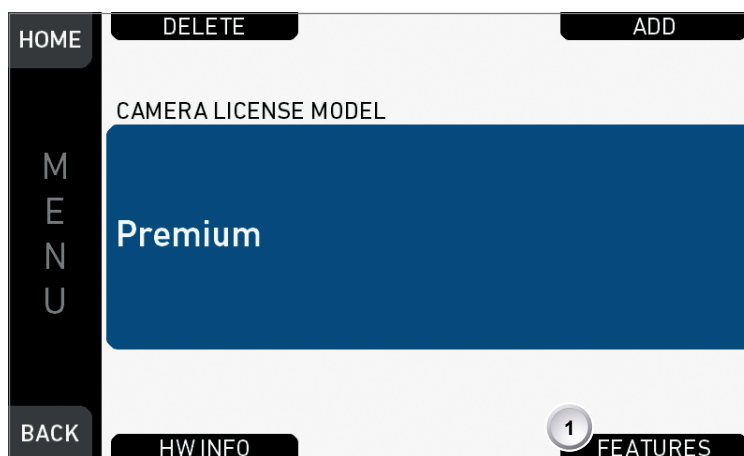 HOME
DELETE
ADD
CAMERA LICENSE MODEL
M
E
N
U
Premium
BACK
HW INFO
1
FEATURES